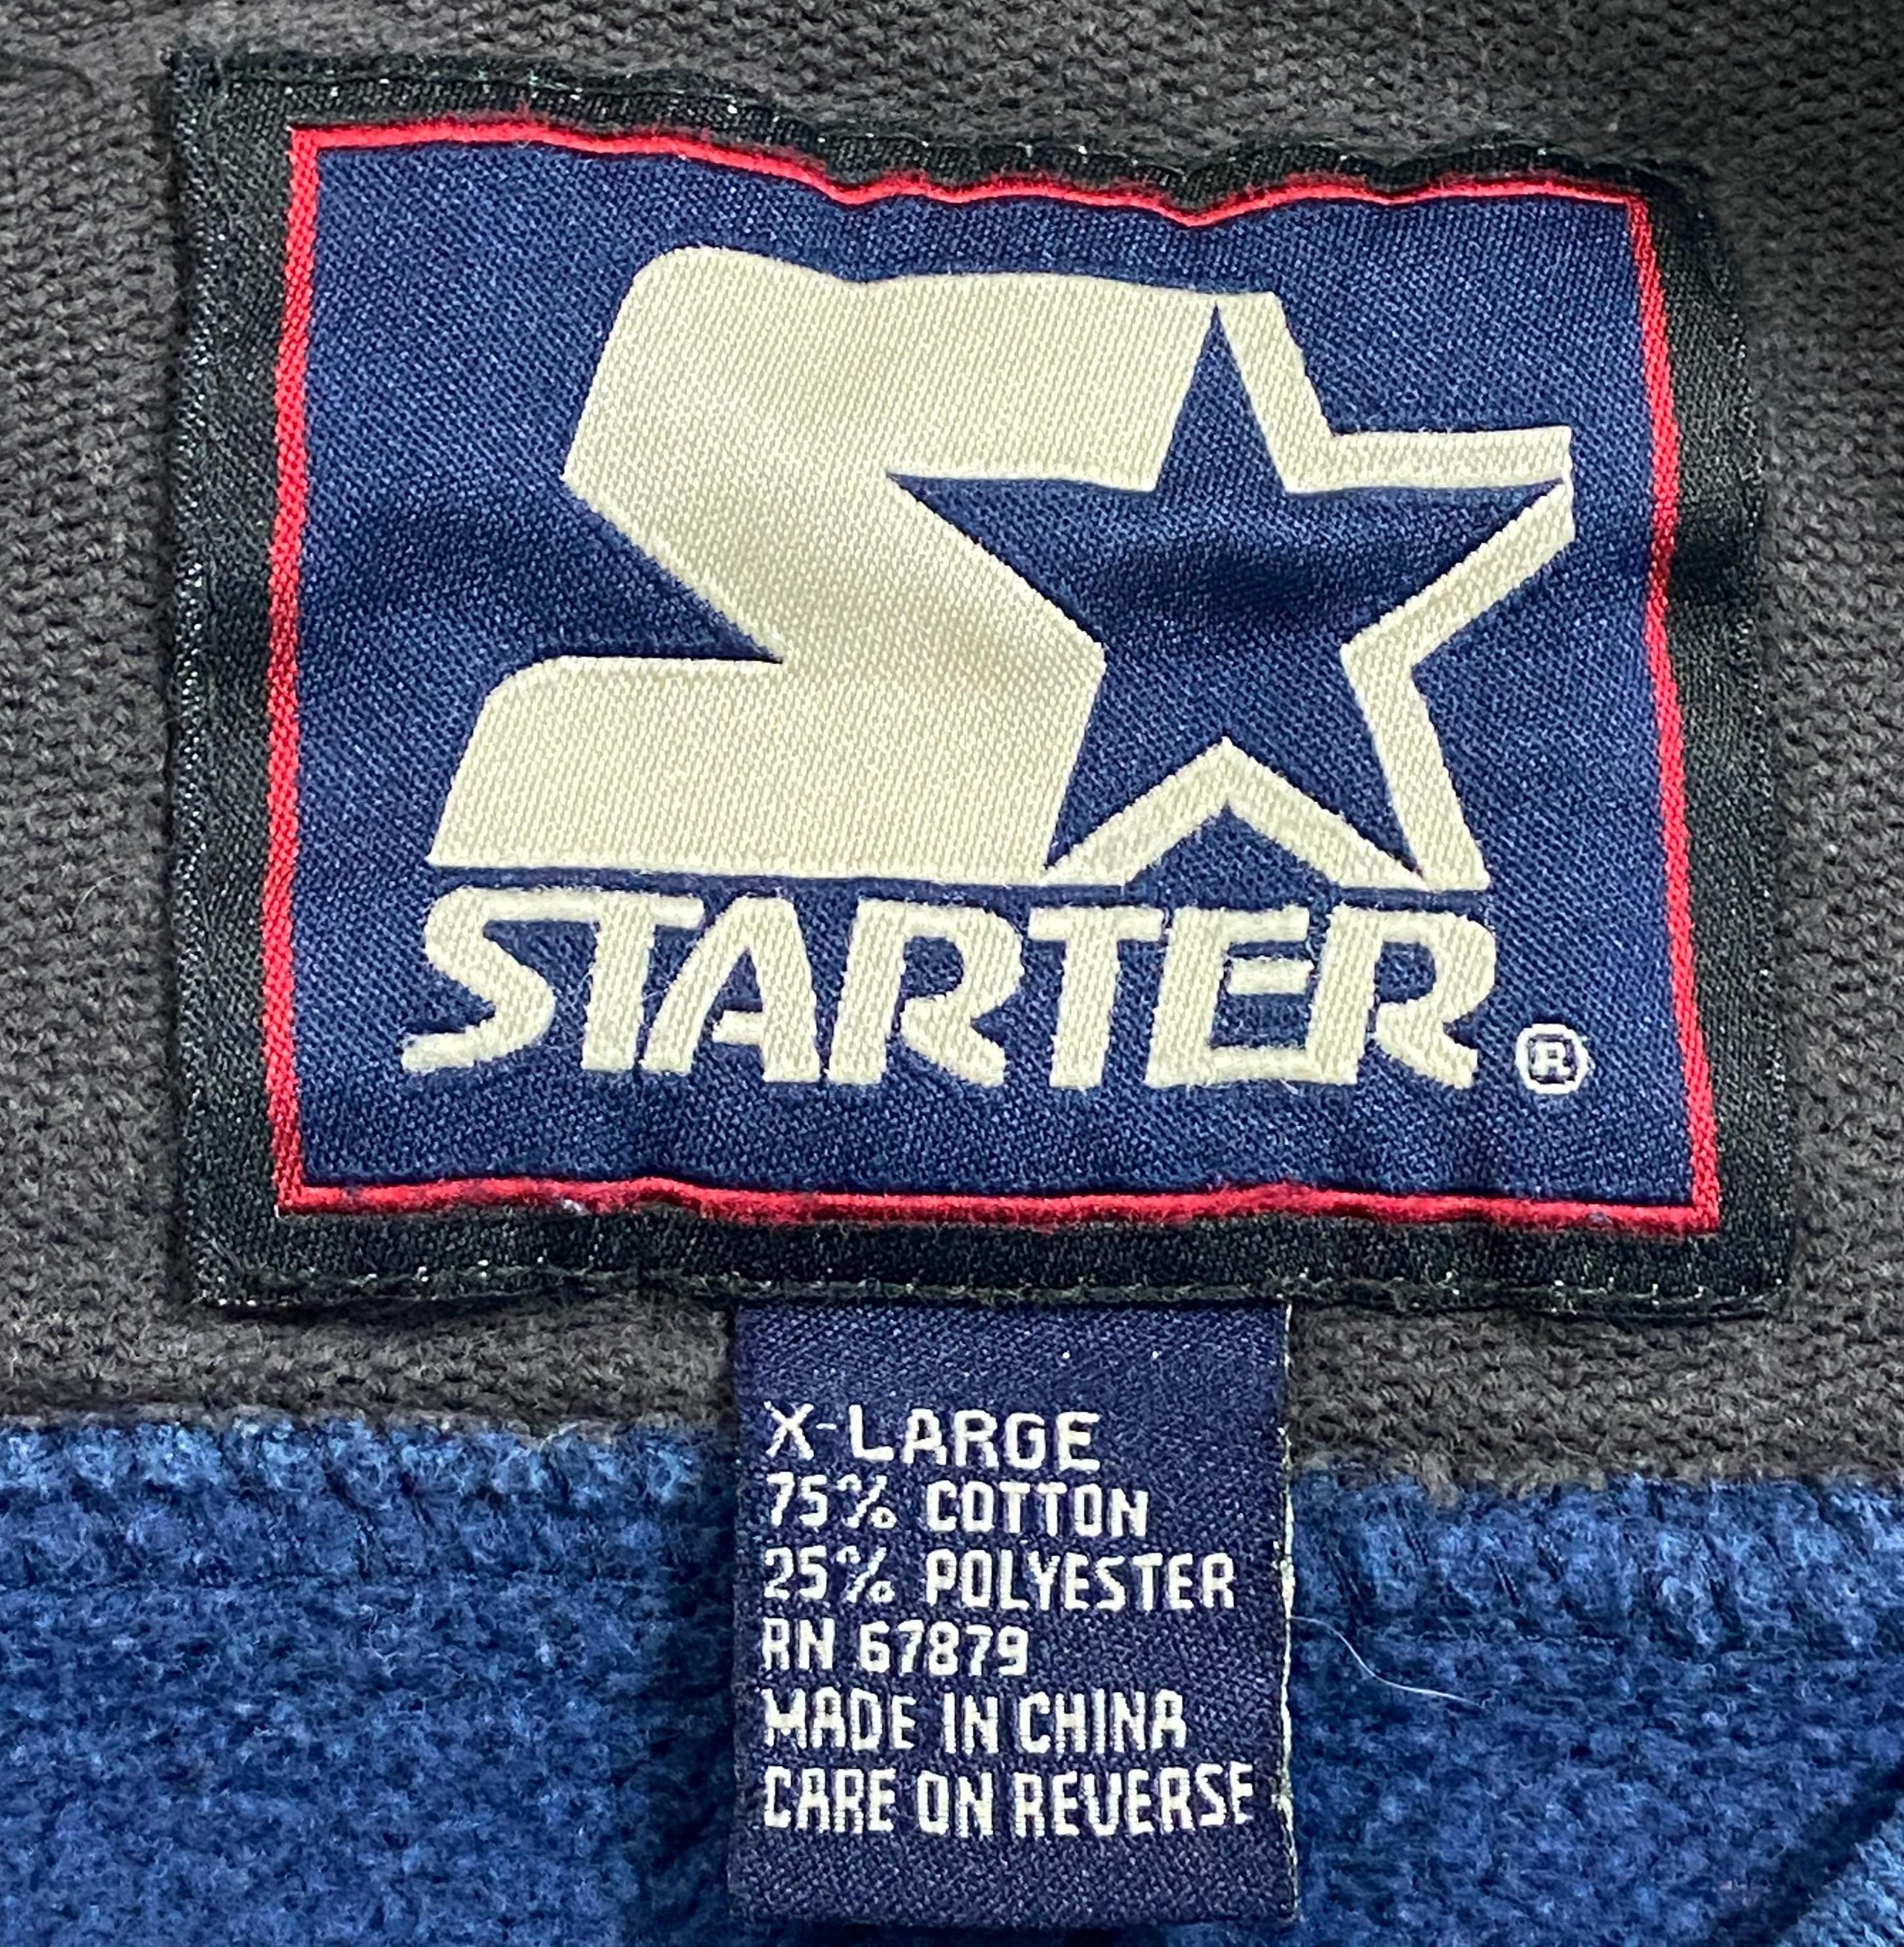 STARTER ®
X-LARGE
75% COTTON
25% POLYESTER
RN 67879
MADE IN CHINA
CARE ON REVERSE